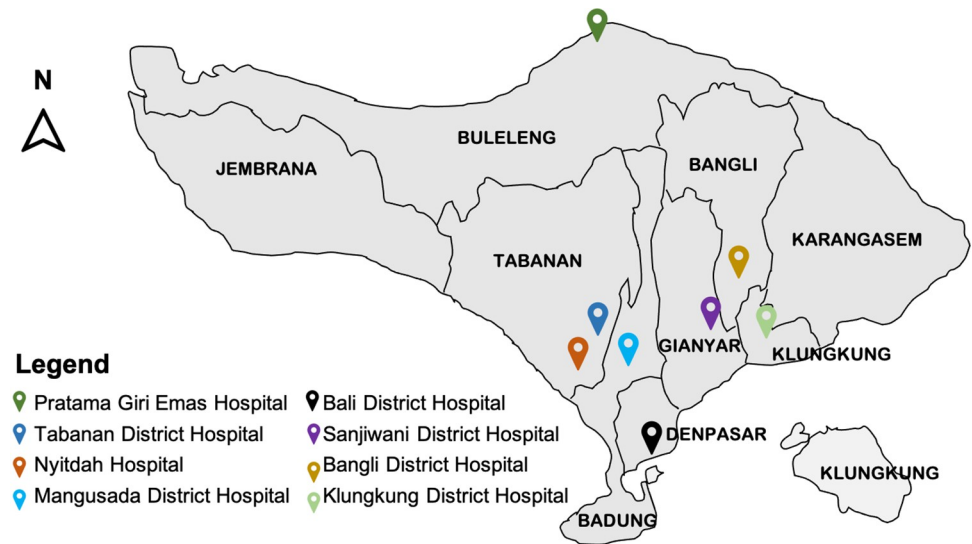 N
BULELENG
JEMBRANA
BANGLI
KARANGASEM
TABANAN
GIANYAR
KLUNGKUNG
DENPASAR
KLUNGKUNG
BADUNG
Legend
Pratama Giri Emas Hospital
Tabanan District Hospital
Nyitdah Hospital
Mangusada District Hospital
Bali District Hospital
Sanjiwani District Hospital
Bangli District Hospital
Klungkung District Hospital